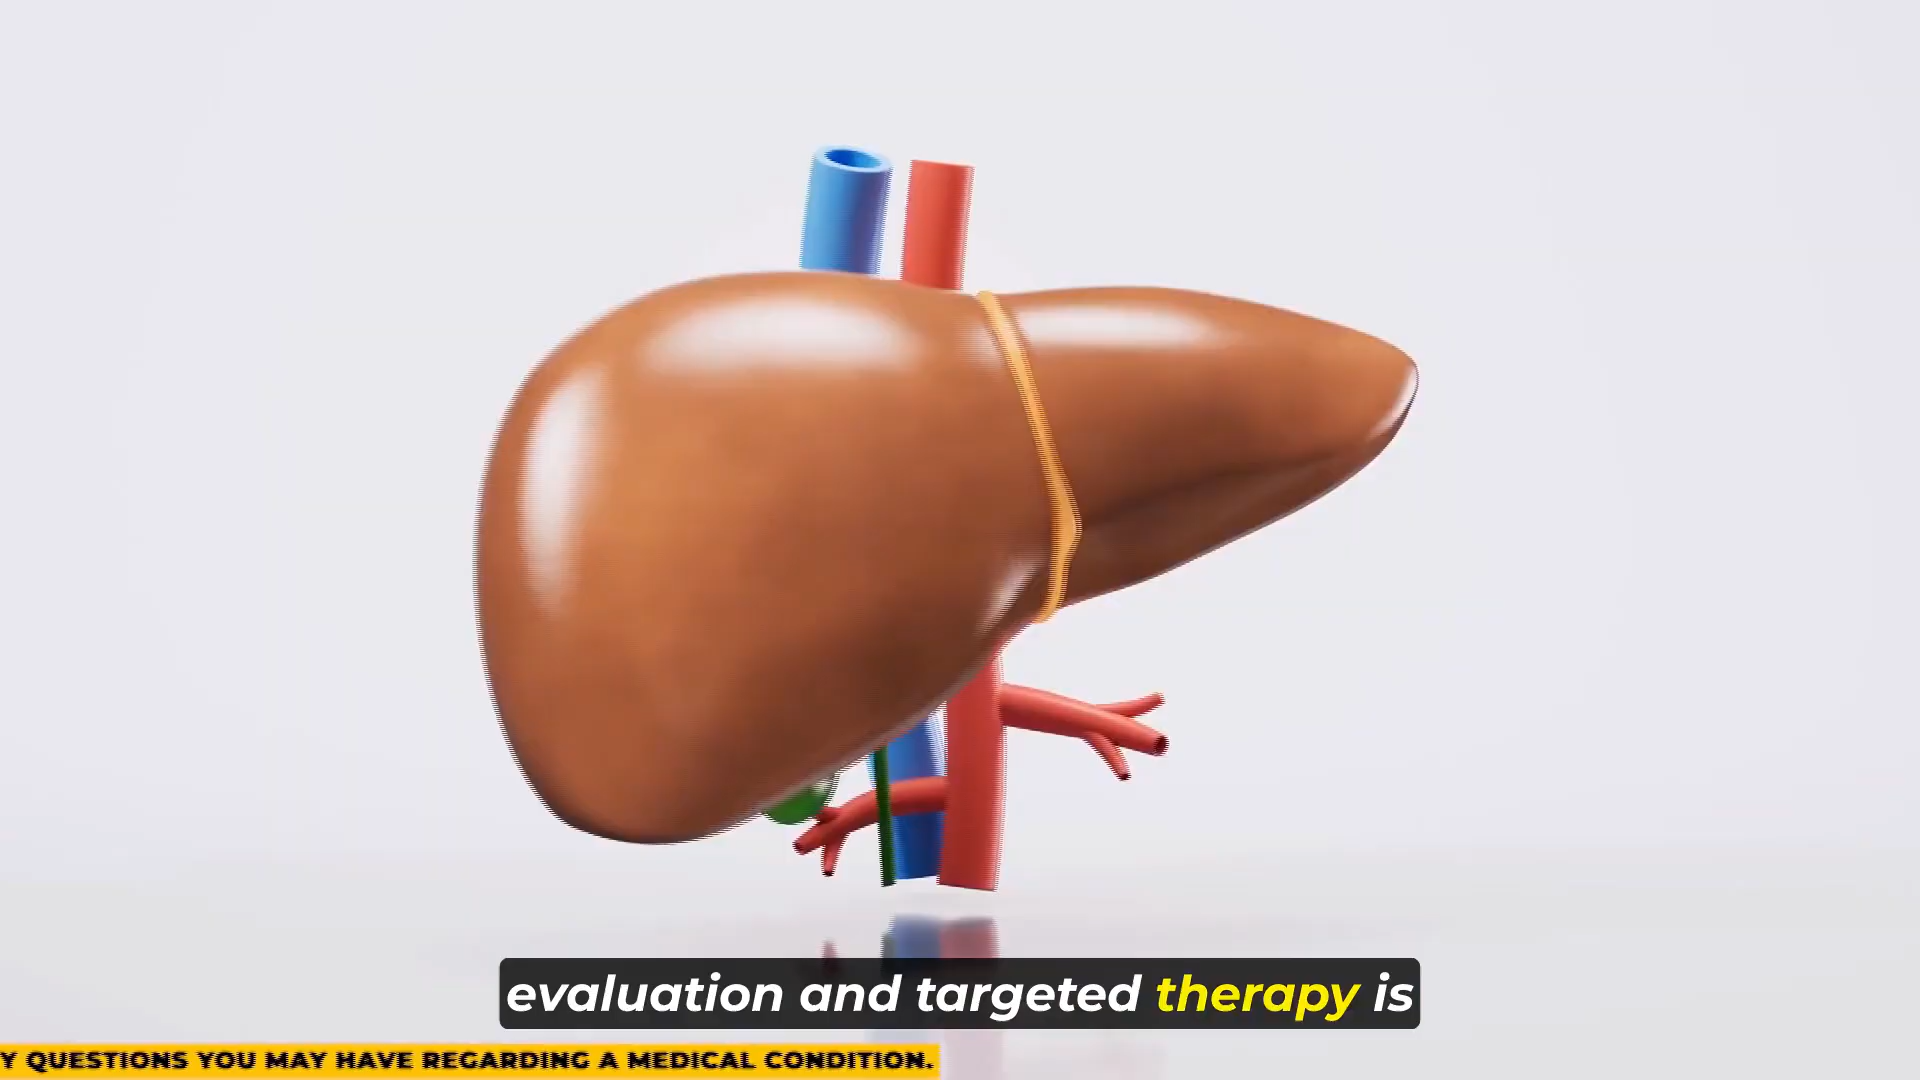 evaluation and targeted therapy is
Y QUESTIONS YOU MAY HAVE REGARDING A MEDICAL CONDITION.